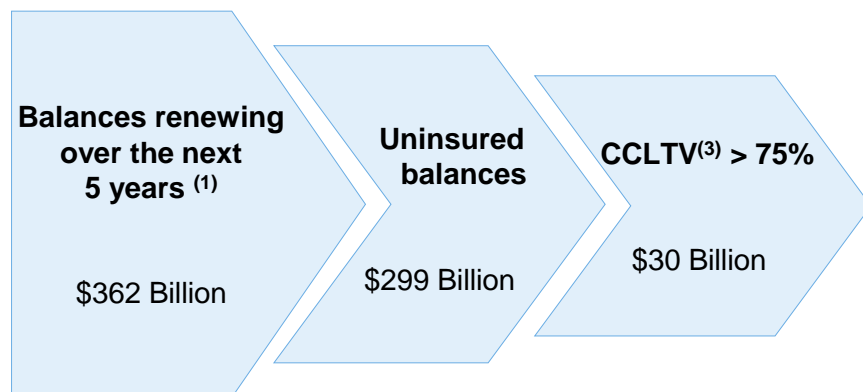 Balances renewing
over the next
5 years (1)
$362 Billion
Uninsured
balances
$299 Billion
CCLTV(3) > 75%
$30 Billion